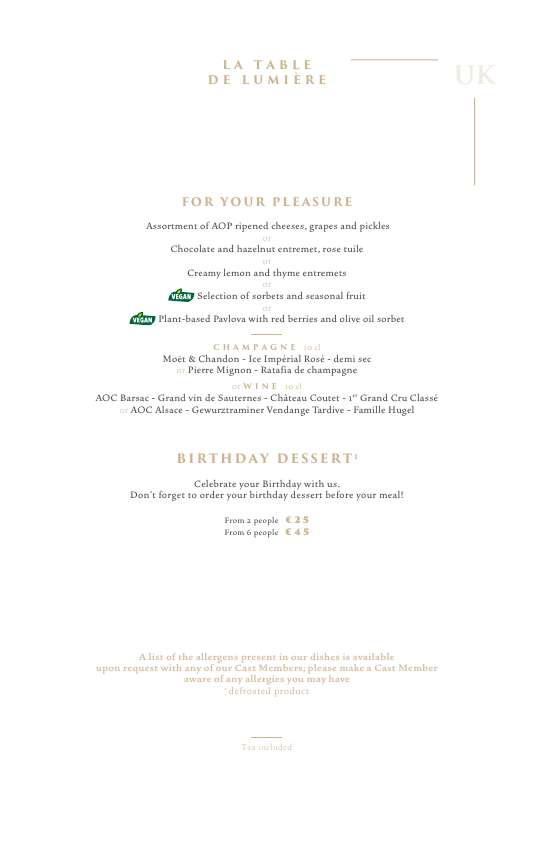 LA TABLE
DE LUMIÈRE
UK
FOR YOUR PLEASURE
Assortment of AOP ripened cheeses, grapes and pickles
or
Chocolate and hazelnut entremet, rose tuile
or
Creamy lemon and thyme entremets
or
VEGAN Selection of sorbets and seasonal fruit
or
VEGAN Plant-based Pavlova with red berries and olive oil sorbet
CHAMPAGNE 10 cl
Moët & Chandon - Ice Impérial Rosé - demi sec
or Pierre Mignon - Ratafia de champagne
or WINE 10 cl
AOC Barsac - Grand vin de Sauternes - Château Coutet - 1er Grand Cru Classé
or AOC Alsace - Gewurztraminer Vendange Tardive - Famille Hugel
BIRTHDAY DESSERT¹
Celebrate your Birthday with us.
Don't forget to order your birthday dessert before your meal!
From 2 people €25
From 6 people €45
A list of the allergens present in our dishes is available
upon request with any of our Cast Members; please make a Cast Member
aware of any allergies you may have
¹ defrosted product
Tax included